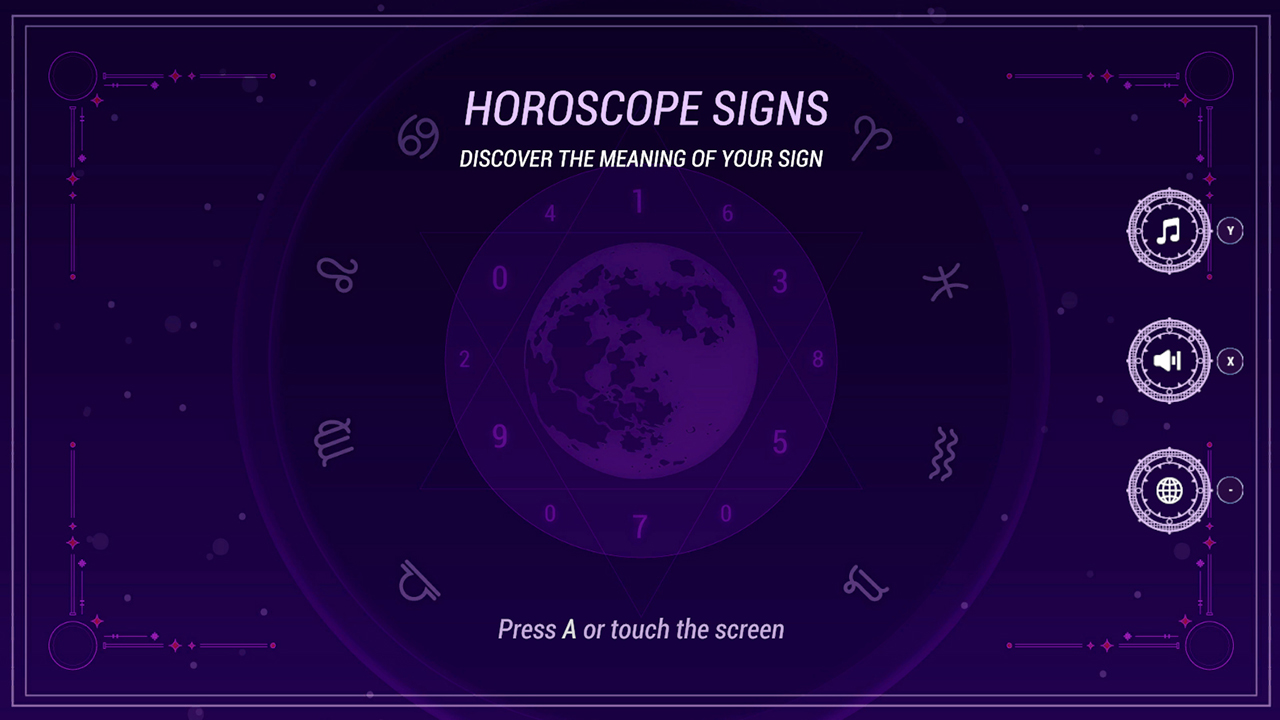 HOROSCOPE SIGNS
DISCOVER THE MEANING OF YOUR SIGN
1
4
6
0
3
2
8
9
5
0
0
7
Y
X
-
Press A or touch the screen